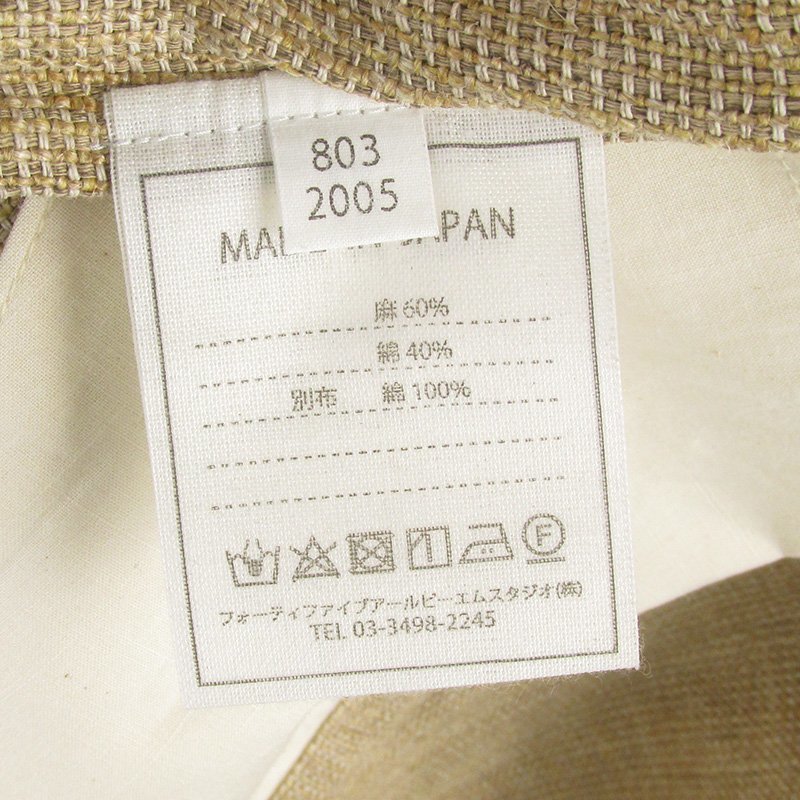 803
2005
MADE IN JAPAN
麻 60%
綿 40%
別布 綿 100%
F
フォーティファイブアールピーエムスタジオ(株)
TEL 03-3498-2245